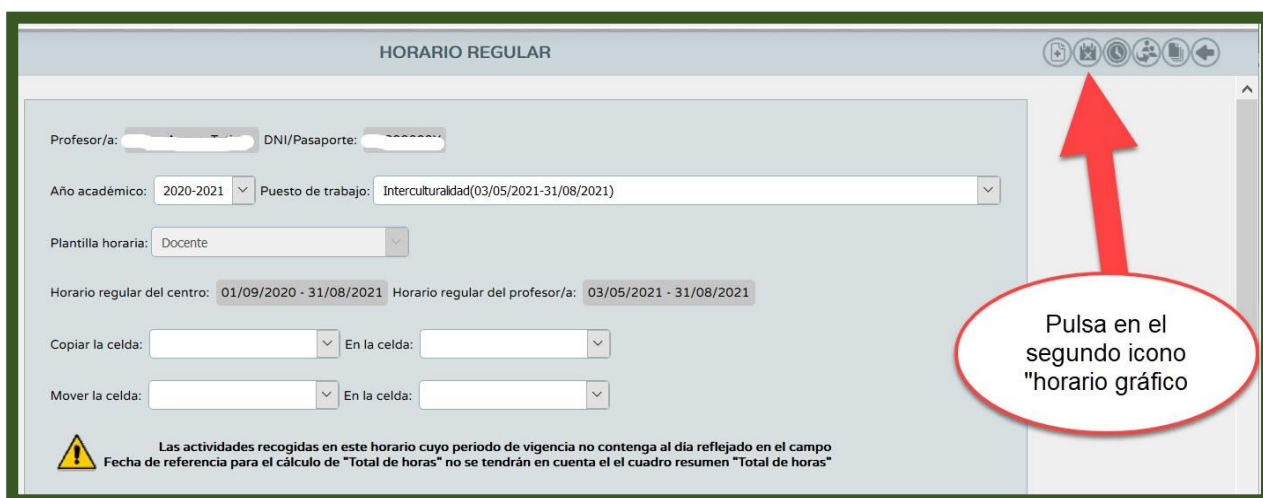 HORARIO REGULAR
Profesor/a: DNI/Pasaporte:
Año académico: 2020-2021 Puesto de trabajo: Interculturalidad(03/05/2021-31/08/2021)
Plantilla horaria: Docente
Horario regular del centro: 01/09/2020 - 31/08/2021 Horario regular del profesor/a: 03/05/2021 - 31/08/2021
Copiar la celda: En la celda:
Mover la celda: En la celda:
Las actividades recogidas en este horario cuyo periodo de vigencia no contenga al día reflejado en el campo
Fecha de referencia para el cálculo de "Total de horas" no se tendrán en cuenta el el cuadro resumen "Total de horas"
Pulsa en el
segundo icono
"horario gráfico